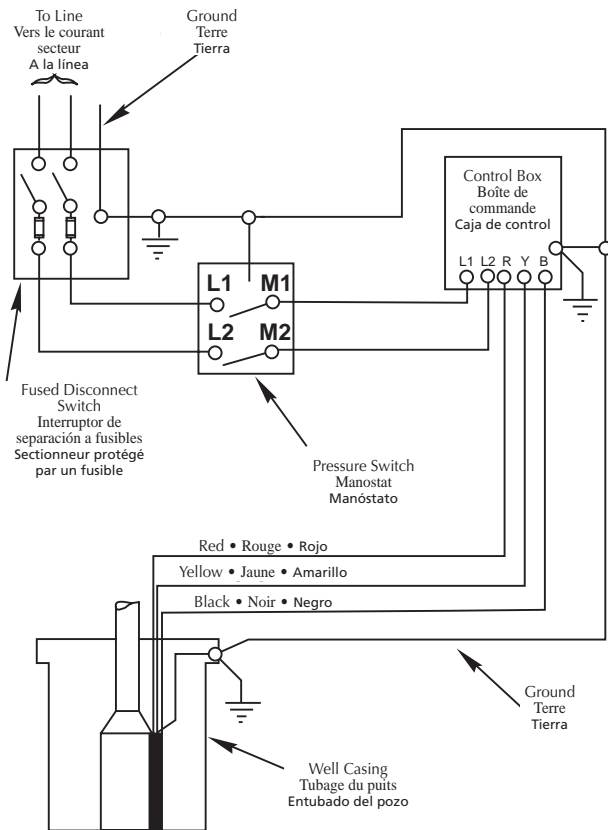 To Line
Vers le courant
secteur
A la línea
Ground
Terre
Tierra
Control Box
Boîte de
commande
Caja de control
L1 L2 R Y B
L1 M1
L2 M2
Fused Disconnect
Switch
Interruptor de
separación a fusibles
Sectionneur protégé
par un fusible
Pressure Switch
Manostat
Manóstato
Red • Rouge • Rojo
Yellow • Jaune • Amarillo
Black • Noir • Negro
Ground
Terre
Tierra
Well Casing
Tubage du puits
Entubado del pozo